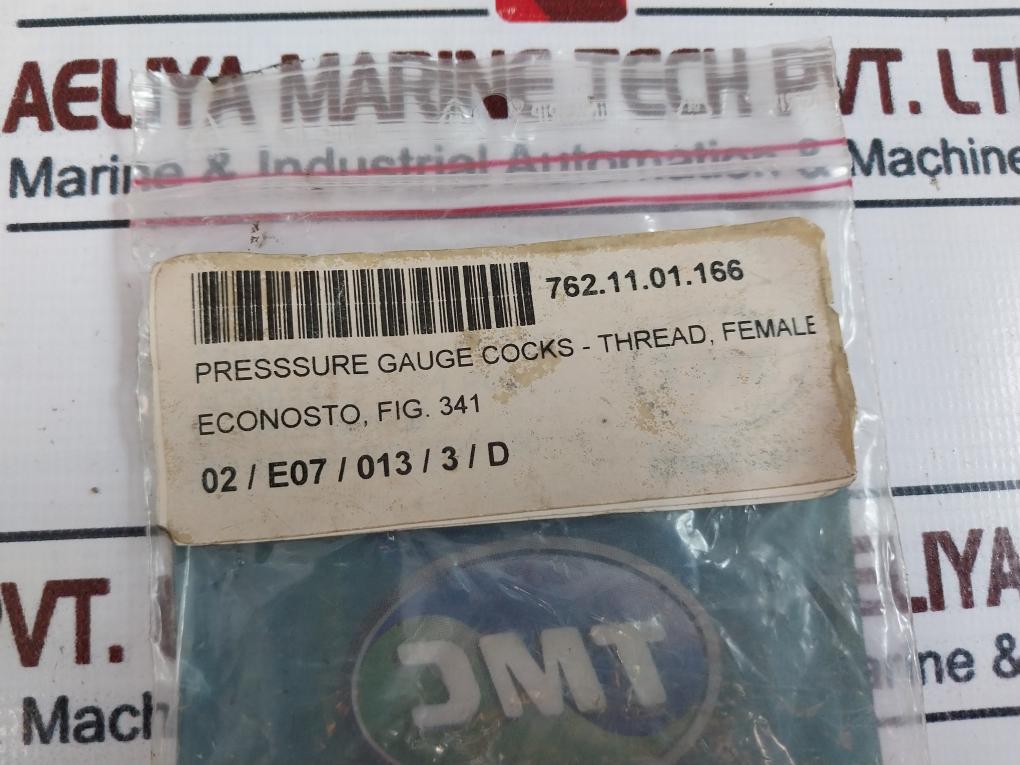 AELIYA MARINE TECH PVT. LT
Marine & Industrial Automation & Machine
762.11.01.166
PRESSSURE GAUGE COCKS - THREAD, FEMALE
ECONOSTO, FIG. 341
02 / E07 / 013 / 3 / D
DMT
PVT.
Mach
ELIYA
ne &